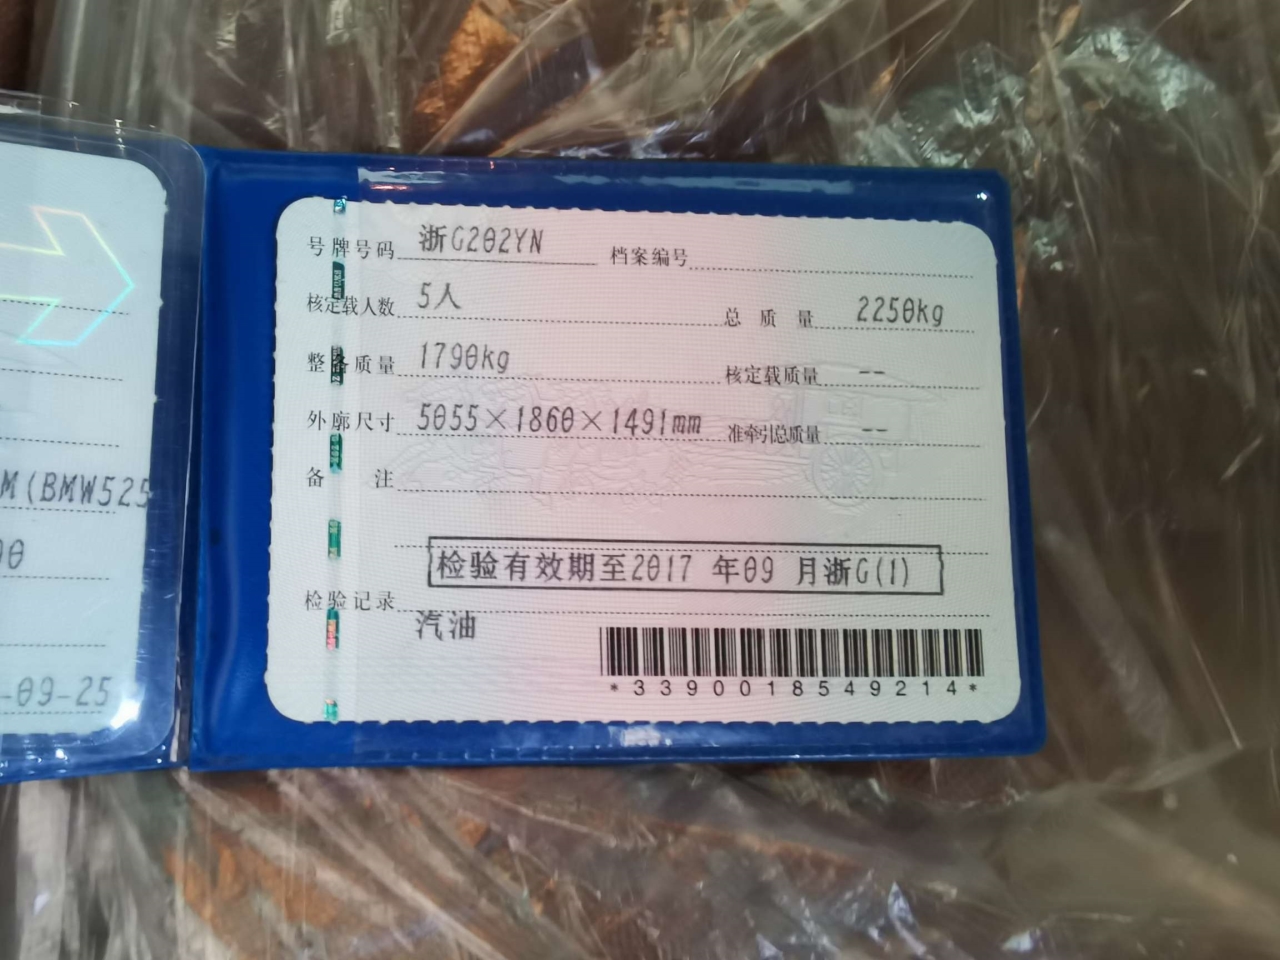 M(BMW525
00
-09-25
号牌号码 浙G202YN 档案编号
核定载人数 5人 总质量 2250kg
整备质量 1790kg 核定载质量 --
外廓尺寸 5055×1860×1491mm 准牵引总质量 --
备注
检验有效期至2017 年09 月浙G(1)
检验记录
汽油
*3390018549214*